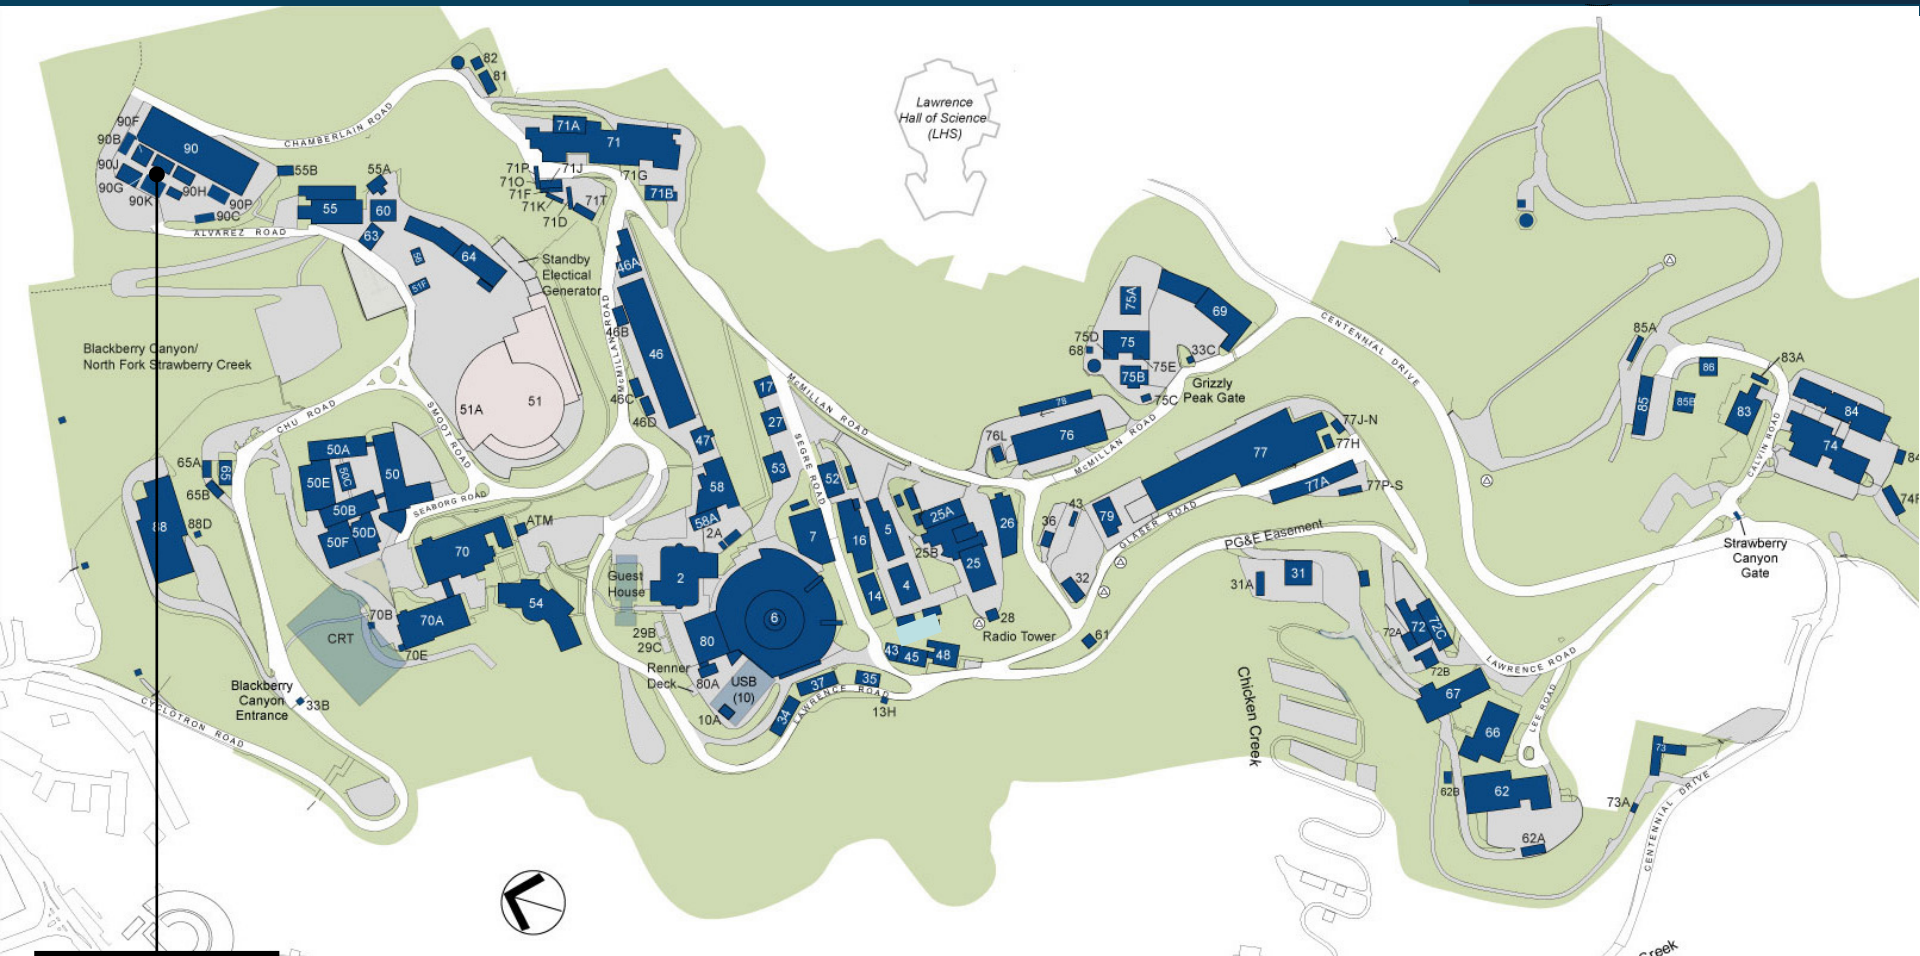 82
81
Lawrence
Hall of Science
(LHS)
CHAMBERLAIN ROAD
90F
90B
90J
90G
90K
90
90H
90P
90C
55B
55A
ALVAREZ ROAD
55
60
63
64
56
51F
71A
71
71P
71O
71F
71K
71D
71J
71T
71G
71B
Standby
Electical
Generator
Blackberry Canyon/
North Fork Strawberry Creek
51A
51
CHU ROAD
SMOOT ROAD
SEABORG ROAD
McMILLAN ROAD
46A
46B
46
46C
46D
47
17
27
53
McMILLAN ROAD
SEGRE ROAD
75A
69
75D
68
75
75E
75B
75C
33C
Grizzly
Peak Gate
CENTENNIAL DRIVE
78
76L
76
McMILLAN ROAD
77J-N
77H
77
77A
77P-S
85A
85
86
85B
83A
83
84
74
CALVIN ROAD
74F
65A
65
65B
50A
50E
50C
50
50B
50D
50F
88
88D
70
ATM
58
58A
2A
52
7
16
5
25A
25B
25
26
36
43
79
GLASER ROAD
PG&E Easement
Strawberry
Canyon
Gate
Guest
House
2
6
14
4
32
31A
31
CRT
70B
70A
70E
54
29B
29C
80
80A
Renner
Deck
USB
(10)
10A
28
Radio Tower
61
43
45
48
37
35
34
LAWRENCE ROAD
13H
72A
72
72C
72B
LAWRENCE ROAD
67
66
LEE ROAD
Blackberry
Canyon
Entrance
33B
CYCLOTRON ROAD
Chicken Creek
62B
62
62A
73
73A
CENTENNIAL DRIVE
Creek